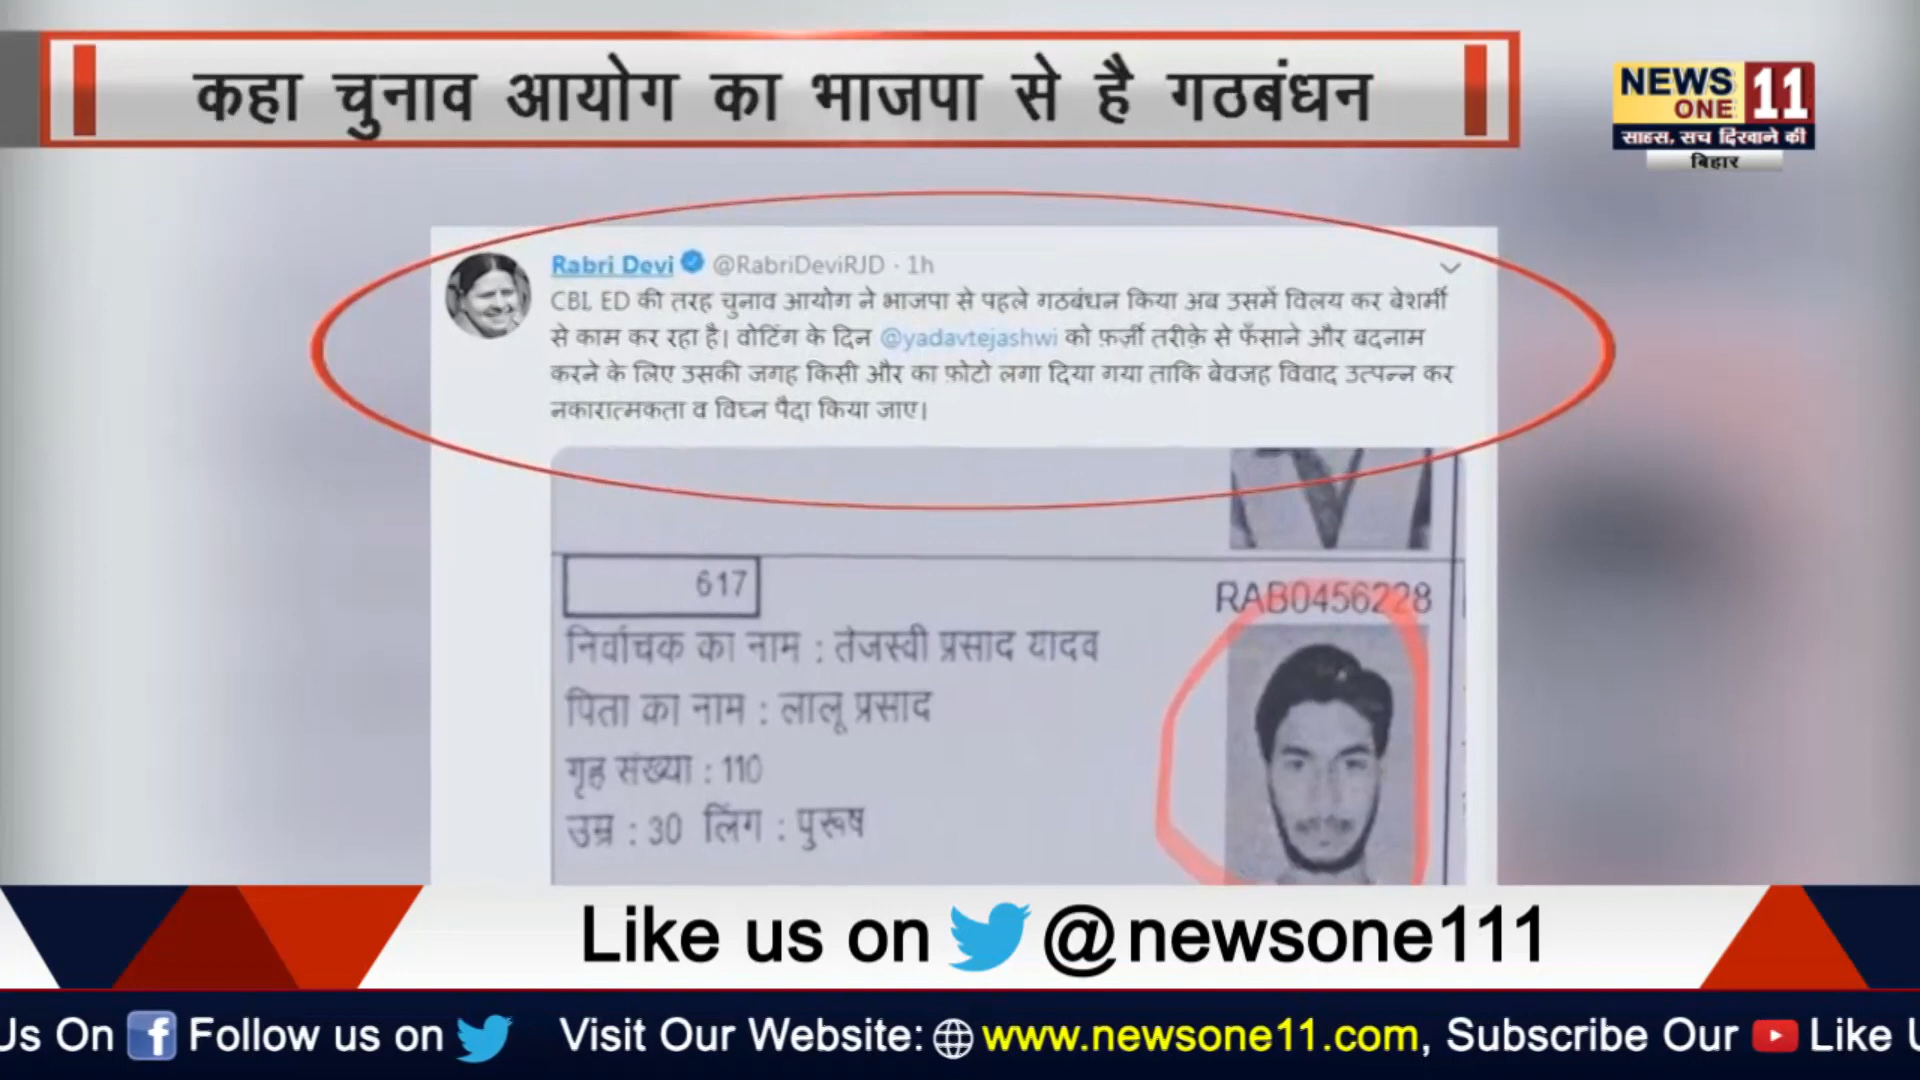 कहा चुनाव आयोग का भाजपा से है गठबंधन
NEWS
ONE 11
साहस, सच दिखाने की
बिहार
Rabri Devi @RabriDeviRJD · 1h
CBI, ED की तरह चुनाव आयोग ने भाजपा से पहले गठबंधन किया अब उसमें विलय कर बेशर्मी
से काम कर रहा है। वोटिंग के दिन @yadavtejashwi को फ़र्ज़ी तरीक़े से फँसाने और बदनाम
करने के लिए उसकी जगह किसी और का फ़ोटो लगा दिया गया ताकि बेवजह विवाद उत्पन्न कर
नकारात्मकता व विघ्न पैदा किया जाए।
617
RAB0456228
निर्वाचक का नाम : तेजस्वी प्रसाद यादव
पिता का नाम : लालू प्रसाद
गृह संख्या : 110
उम्र : 30 लिंग : पुरूष
Like us on @newsone111
Us On Follow us on Visit Our Website: www.newsone11.com, Subscribe Our Like U